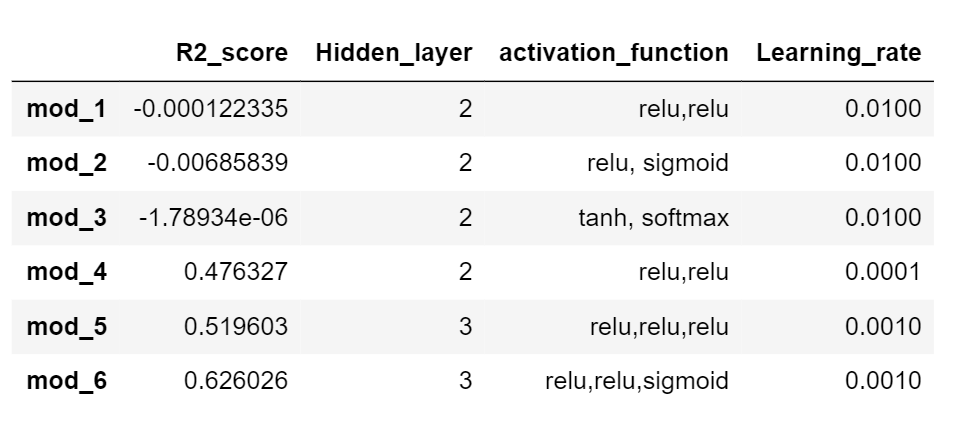 R2_score Hidden_layer activation_function Learning_rate
mod_1 -0.000122335 2 relu,relu 0.0100
mod_2 -0.00685839 2 relu, sigmoid 0.0100
mod_3 -1.78934e-06 2 tanh, softmax 0.0100
mod_4 0.476327 2 relu,relu 0.0001
mod_5 0.519603 3 relu,relu,relu 0.0010
mod_6 0.626026 3 relu,relu,sigmoid 0.0010